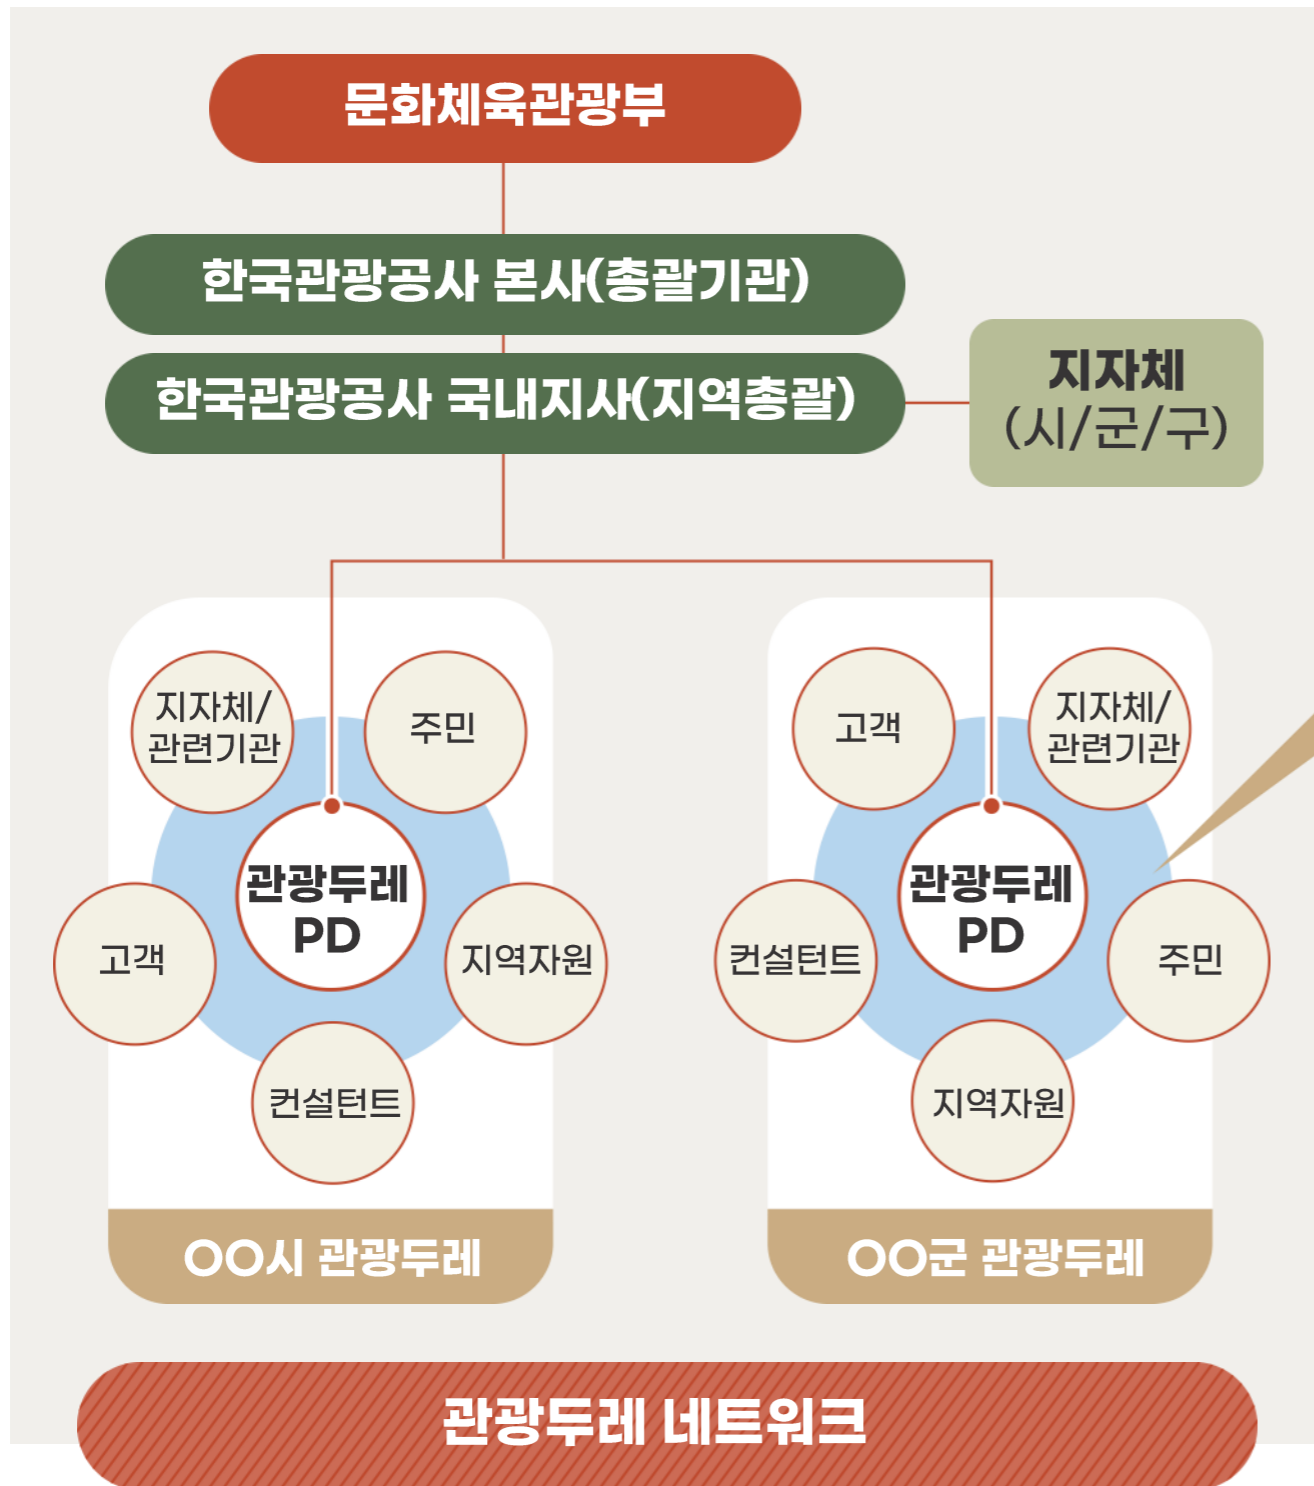 문화체육관광부
한국관광공사 본사(총괄기관)
한국관광공사 국내지사(지역총괄)
지자체
(시/군/구)
지자체/
관련기관
주민
고객
지역자원
컨설턴트
관광두레
PD
○○시 관광두레
고객
지자체/
관련기관
컨설턴트
주민
지역자원
관광두레
PD
○○군 관광두레
관광두레 네트워크